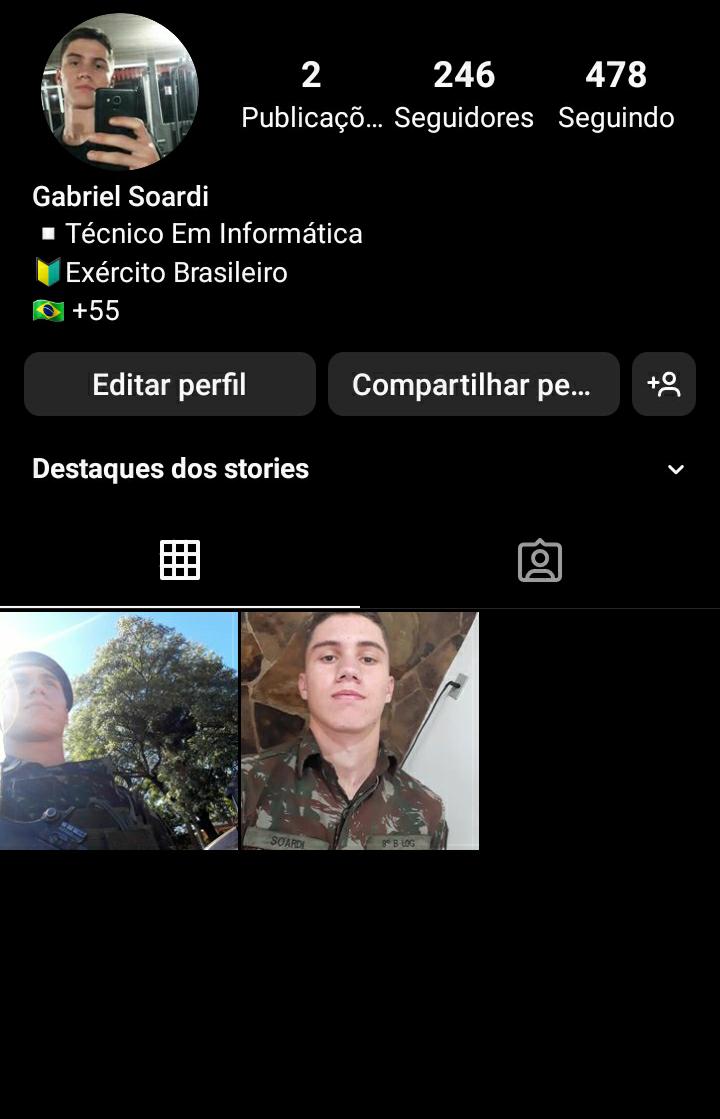 2 246 478
Publicaçõ... Seguidores Seguindo
Gabriel Soardi
Técnico Em Informática
Exército Brasileiro
+55
Editar perfil Compartilhar pe...
Destaques dos stories
SOARDI 8º B LOG